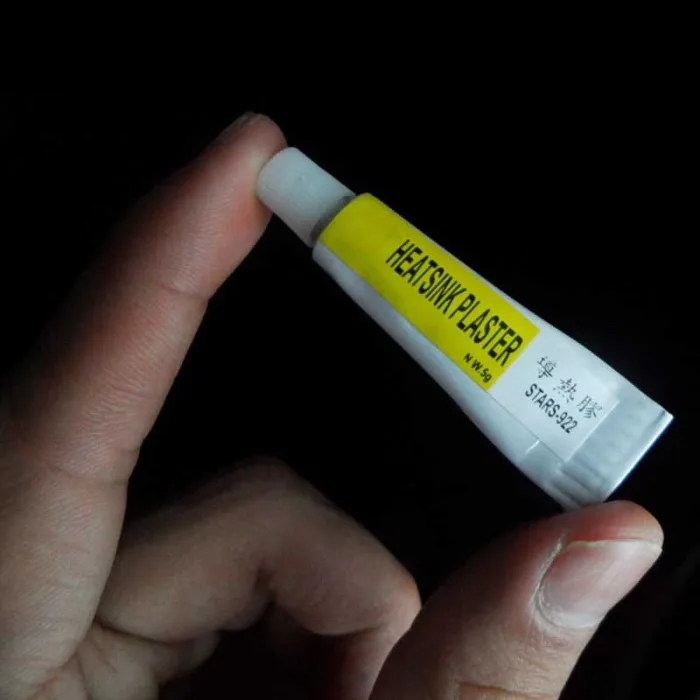 HEATSINK PLASTER
N W.5g
導熱膠
STARS-922